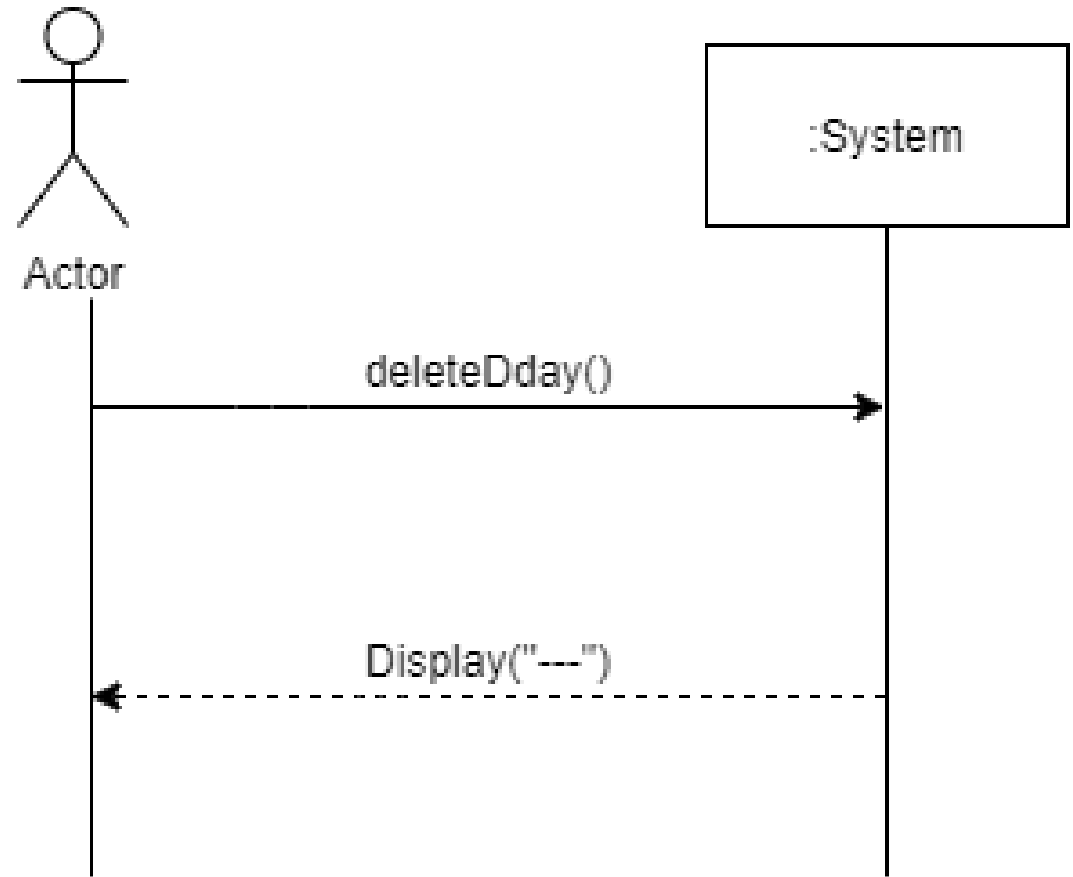 :System
Actor
deleteDday()
Display("---")